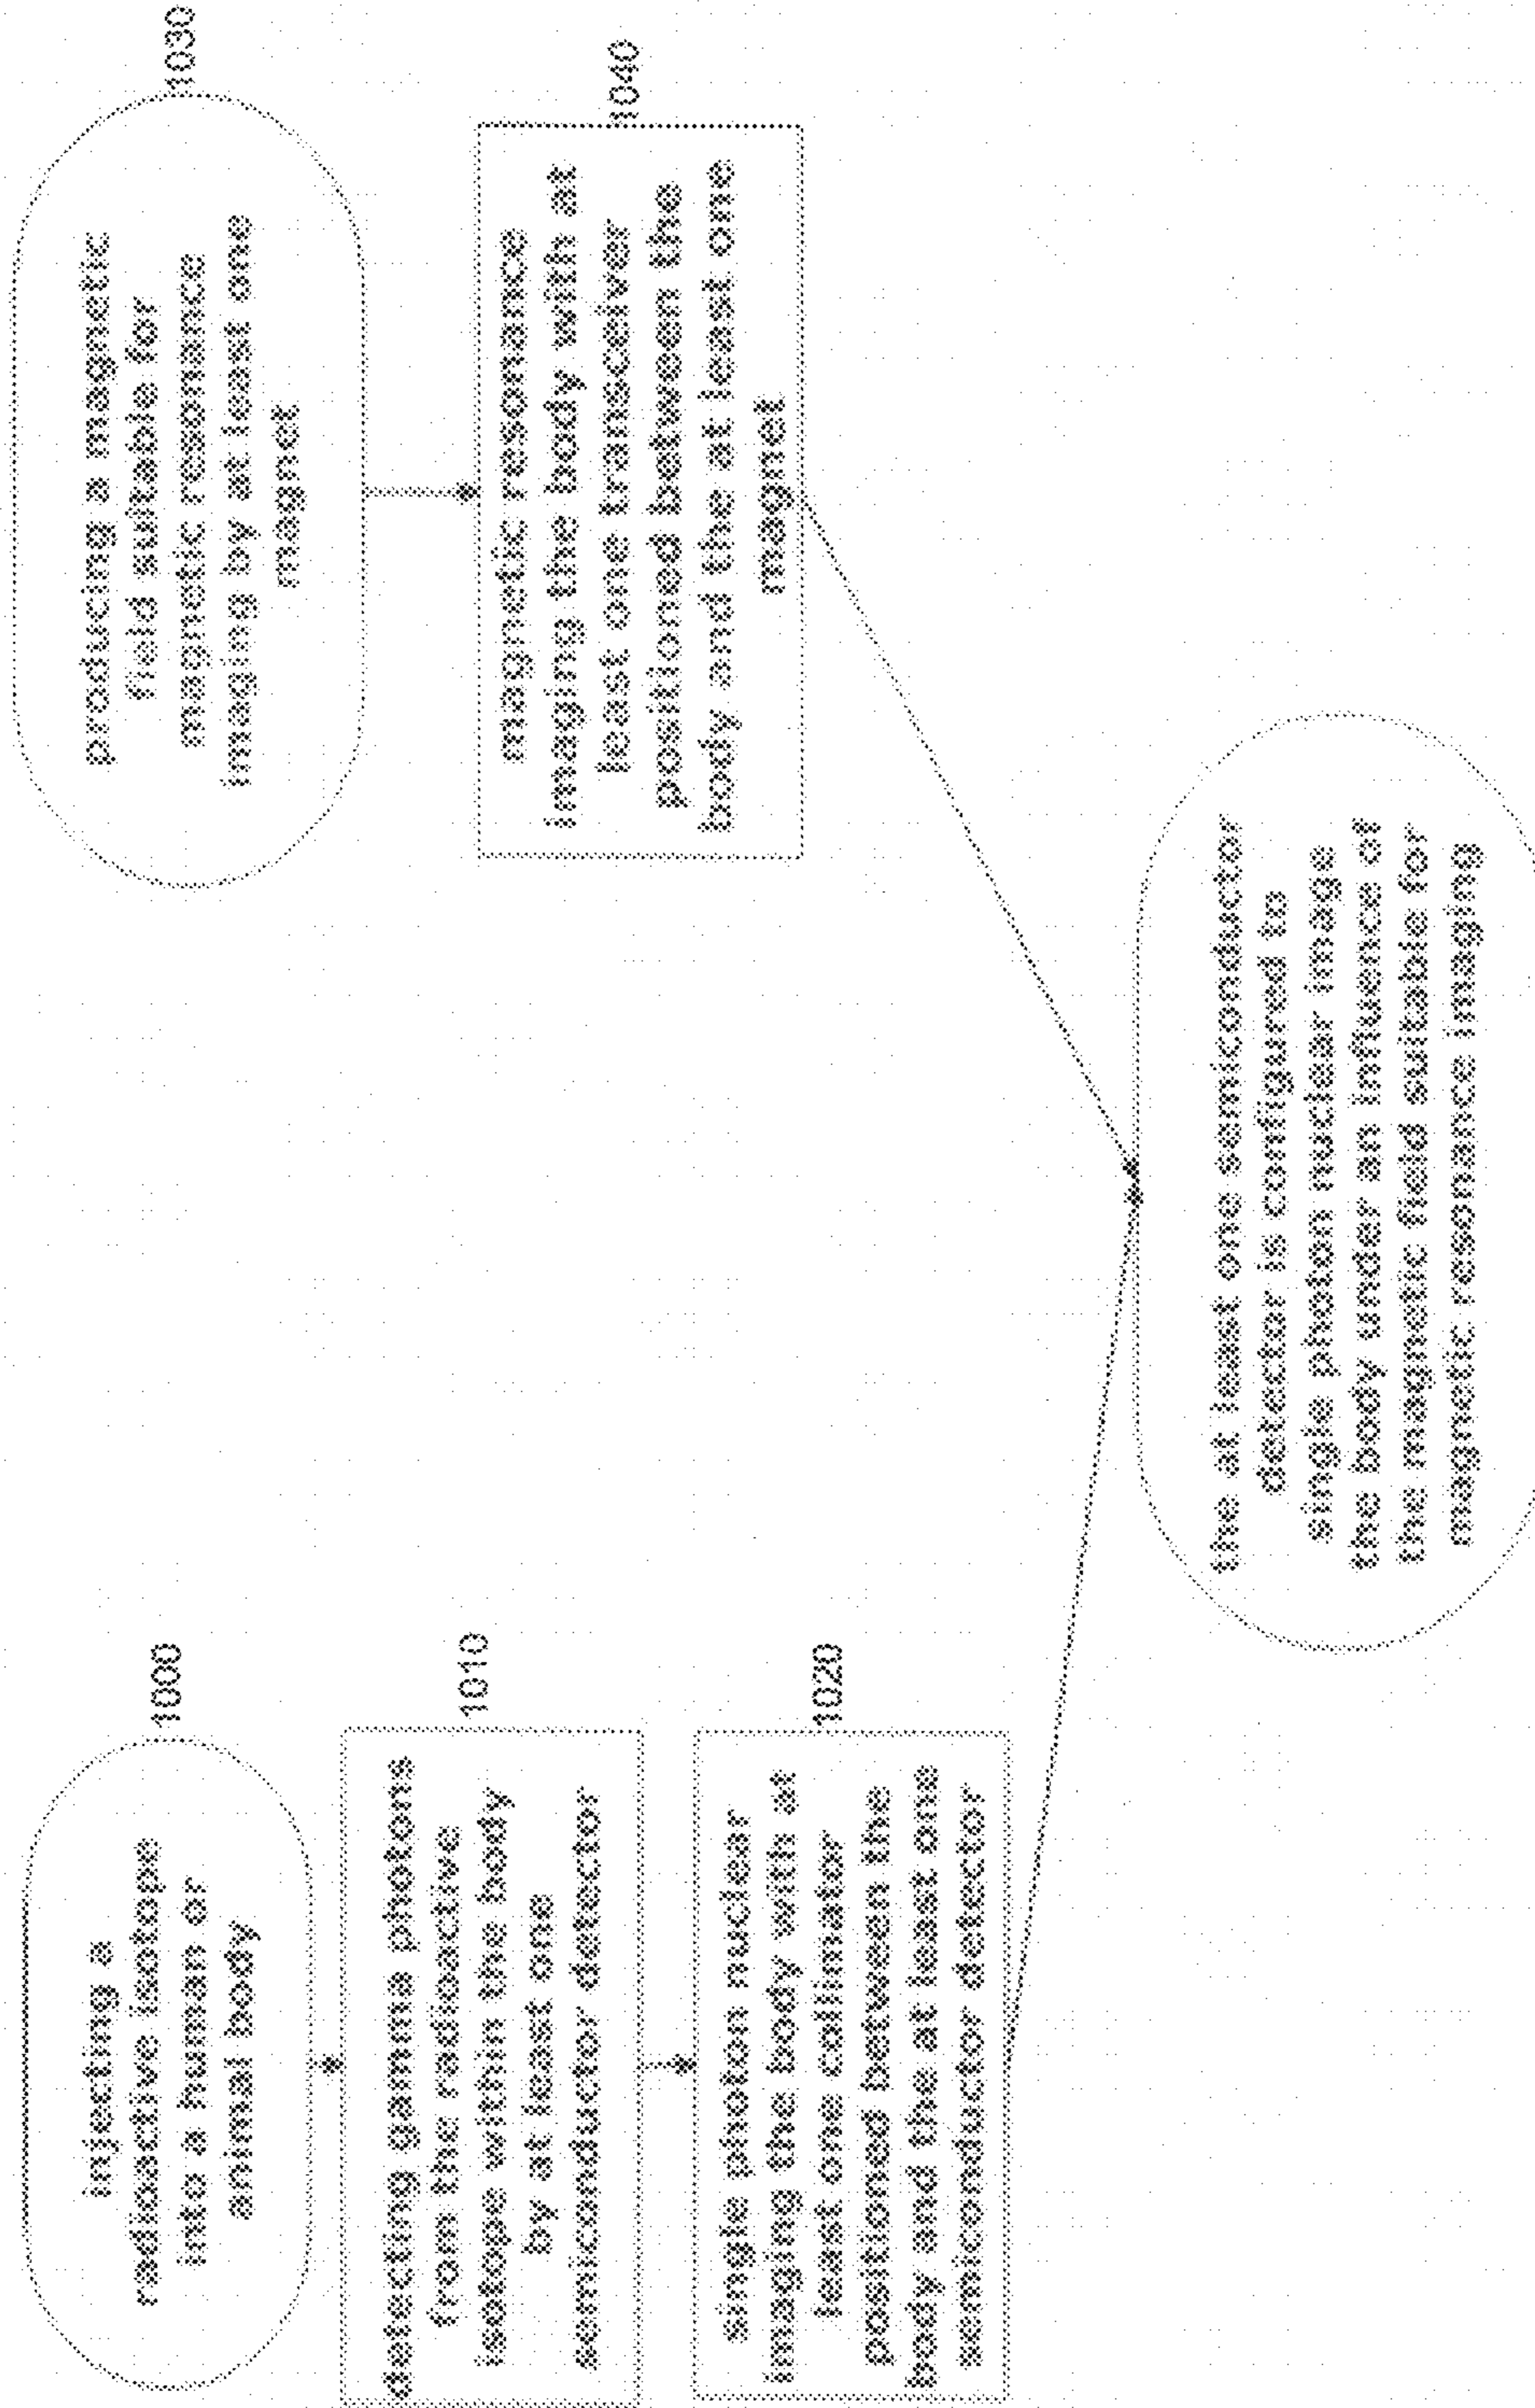 injecting a
radioactive isotope
into a human or
animal body
1000
detecting gamma photons
from the radioactive
isotope within the body
by at least one
semiconductor detector
1010
single photon nuclear
imaging the body with at
least one collimator
positioned between the
body and the at least one
semiconductor detector
1020
producing a magnetic
field suitable for
magnetic resonance
imaging by at least one
magnet
1030
magnetic resonance
imaging the body with at
least one transceiver
positioned between the
body and the at least one
magnet
1040
the at least one semiconductor
detector is configured to
single photon nuclear image
the body under an influence of
the magnetic field suitable for
magnetic resonance imaging